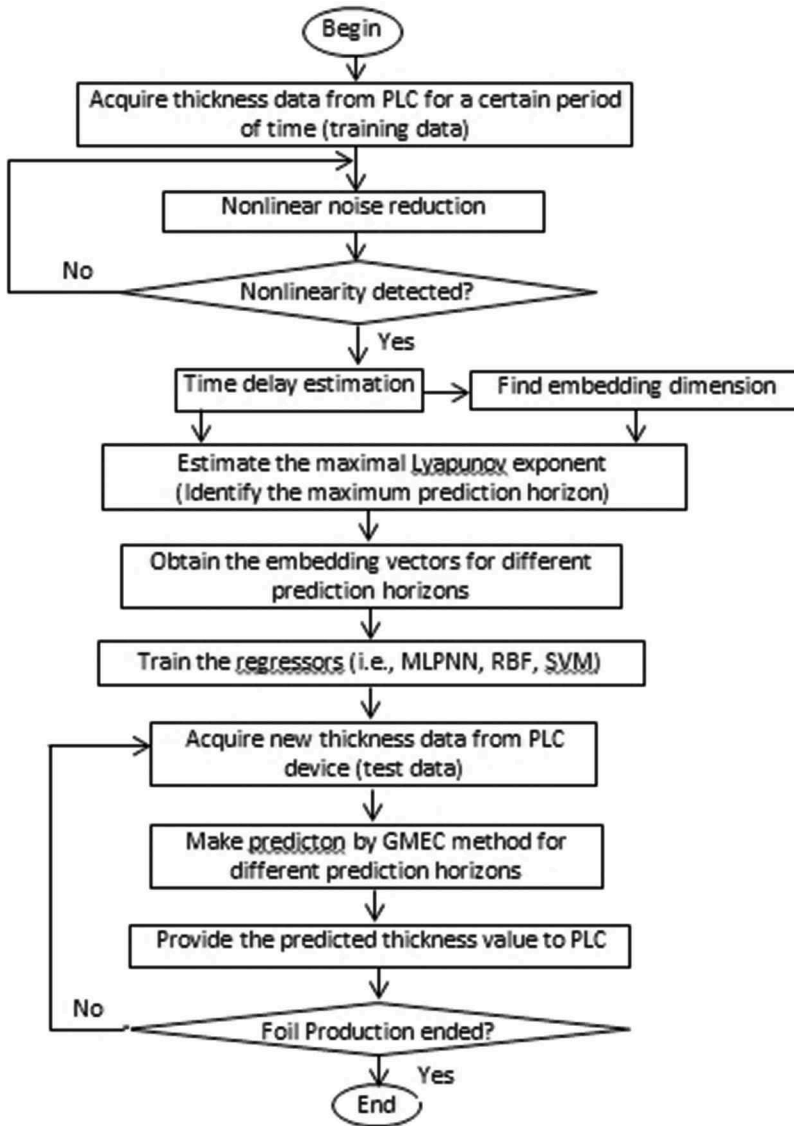 Begin
Acquire thickness data from PLC for a certain period
of time (training data)
Nonlinear noise reduction
No
Nonlinearity detected?
Yes
Time delay estimation
Find embedding dimension
Estimate the maximal Lyapunov exponent
(Identify the maximum prediction horizon)
Obtain the embedding vectors for different
prediction horizons
Train the regressors (i.e., MLPNN, RBF, SVM)
Acquire new thickness data from PLC
device (test data)
Make predicton by GMEC method for
different prediction horizons
Provide the predicted thickness value to PLC
No
Foil Production ended?
Yes
End